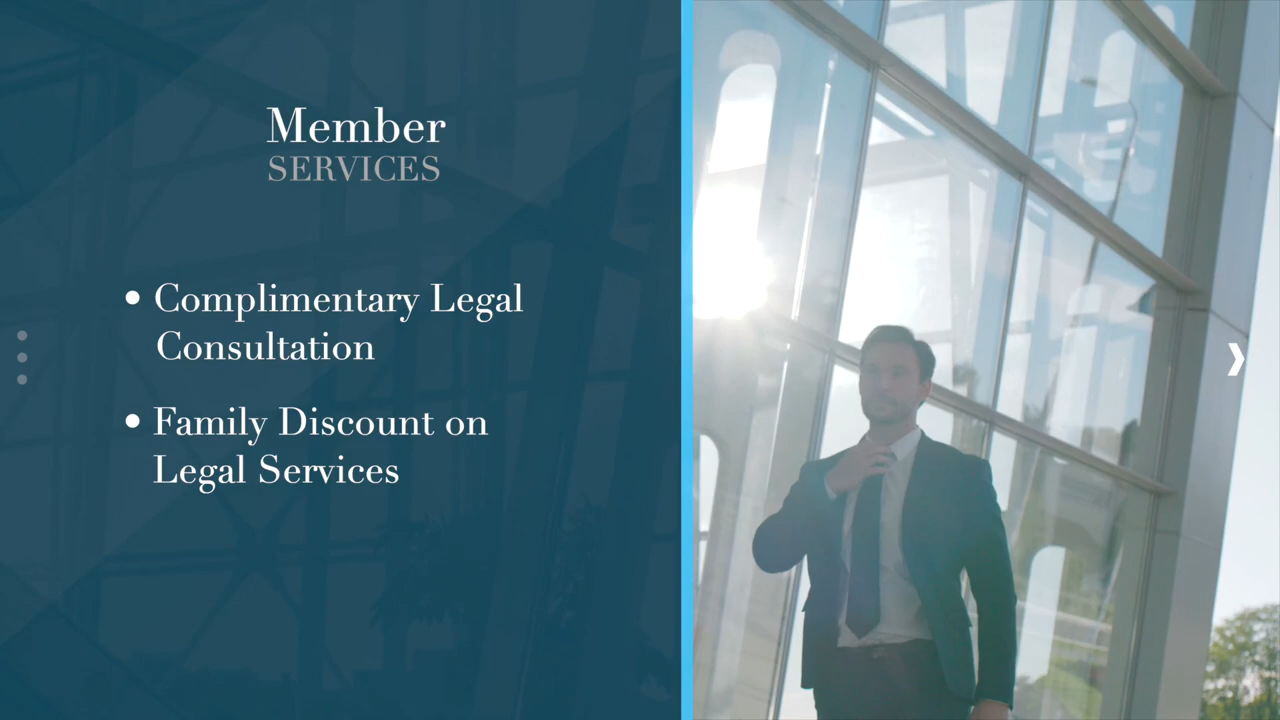 Member
SERVICES
• Complimentary Legal
Consultation
• Family Discount on
Legal Services